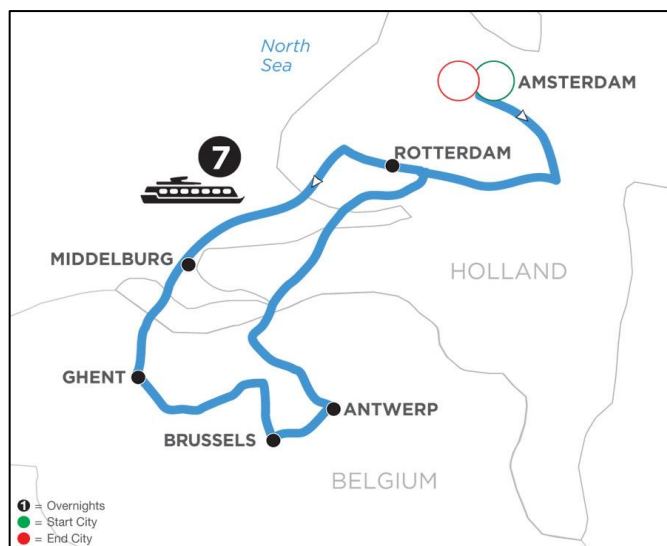 North
Sea
AMSTERDAM
7
ROTTERDAM
MIDDELBURG
HOLLAND
GHENT
ANTWERP
BRUSSELS
BELGIUM
1 = Overnights
= Start City
= End City